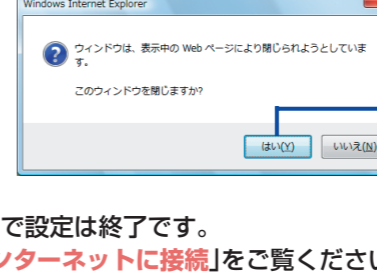 Windows Internet Explorer
ウィンドウは、表示中の Web ページにより閉じられようとしていま
す。
このウィンドウを閉じますか?
はい(Y) いいえ(N)
で設定は終了です。
ンターネットに接続」をご覧ください